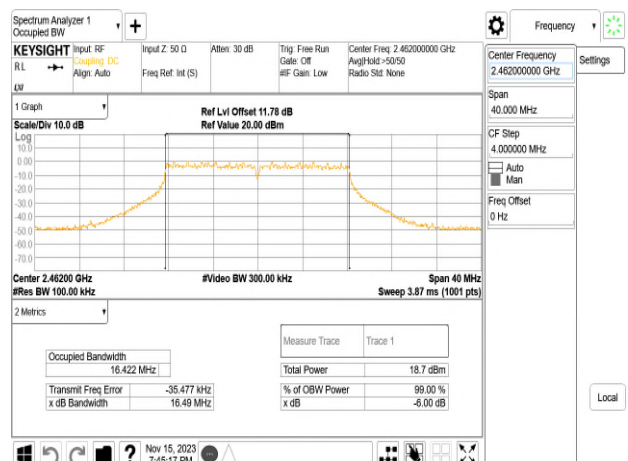 Spectrum Analyzer 1
Occupied BW
Frequency
KEYSIGHT Input: RF Input Z: 50 Ω Atten: 30 dB Trig: Free Run Center Freq: 2.462000000 GHz
RL Coupling: DC Gate: Off Avg|Hold:>50/50
Align: Auto Freq Ref: Int (S) #IF Gain: Low Radio Std: None
Center Frequency
2.462000000 GHz
Settings
Span
40.000 MHz
CF Step
4.000000 MHz
Auto
Man
Freq Offset
0 Hz
Local
1 Graph
Ref Lvl Offset 11.78 dB
Scale/Div 10.0 dB Ref Value 20.00 dBm
Log
10.0
0.00
-10.0
-20.0
-30.0
-40.0
-50.0
-60.0
-70.0
Center 2.46200 GHz #Video BW 300.00 kHz Span 40 MHz
#Res BW 100.00 kHz Sweep 3.87 ms (1001 pts)
2 Metrics
Measure Trace Trace 1
Occupied Bandwidth
16.422 MHz Total Power 18.7 dBm
Transmit Freq Error -35.477 kHz % of OBW Power 99.00 %
x dB Bandwidth 16.49 MHz x dB -6.00 dB
Nov 15, 2023
7:45:17 PM